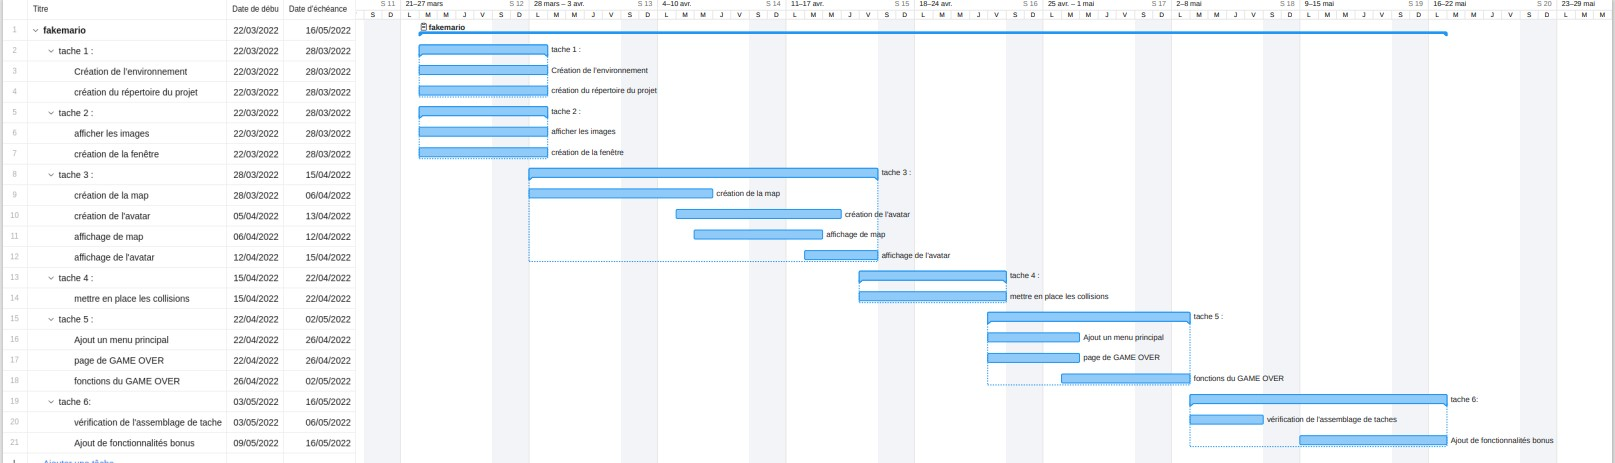 Titre Date de débu Date d'échéance S 11 21–27 mars S 12 28 mars – 3 avr. S 13 4–10 avr. S 14 11–17 avr. S 15 18–24 avr. S 16 25 avr. – 1 mai S 17 2–8 mai S 18 9–15 mai S 19 16–22 mai S 20 23–29 mai
S D L M M J V S D L M M J V S D L M M J V S D L M M J V S D L M M J V S D L M M J V S D L M M J V S D L M M J V S D L M M J V S D L M M
1 fakemario 22/03/2022 16/05/2022 fakemario
2 tache 1 : 22/03/2022 28/03/2022 tache 1 :
3 Création de l'environnement 22/03/2022 28/03/2022 Création de l'environnement
4 création du répertoire du projet 22/03/2022 28/03/2022 création du répertoire du projet
5 tache 2 : 22/03/2022 28/03/2022 tache 2 :
6 afficher les images 22/03/2022 28/03/2022 afficher les images
7 création de la fenêtre 22/03/2022 28/03/2022 création de la fenêtre
8 tache 3 : 28/03/2022 15/04/2022 tache 3 :
9 création de la map 28/03/2022 06/04/2022 création de la map
10 création de l'avatar 05/04/2022 13/04/2022 création de l'avatar
11 affichage de map 06/04/2022 12/04/2022 affichage de map
12 affichage de l'avatar 12/04/2022 15/04/2022 affichage de l'avatar
13 tache 4 : 15/04/2022 22/04/2022 tache 4 :
14 mettre en place les collisions 15/04/2022 22/04/2022 mettre en place les collisions
15 tache 5 : 22/04/2022 02/05/2022 tache 5 :
16 Ajout un menu principal 22/04/2022 26/04/2022 Ajout un menu principal
17 page de GAME OVER 22/04/2022 26/04/2022 page de GAME OVER
18 fonctions du GAME OVER 26/04/2022 02/05/2022 fonctions du GAME OVER
19 tache 6: 03/05/2022 16/05/2022 tache 6:
20 vérification de l'assemblage de tache 03/05/2022 06/05/2022 vérification de l'assemblage de taches
21 Ajout de fonctionnalités bonus 09/05/2022 16/05/2022 Ajout de fonctionnalités bonus